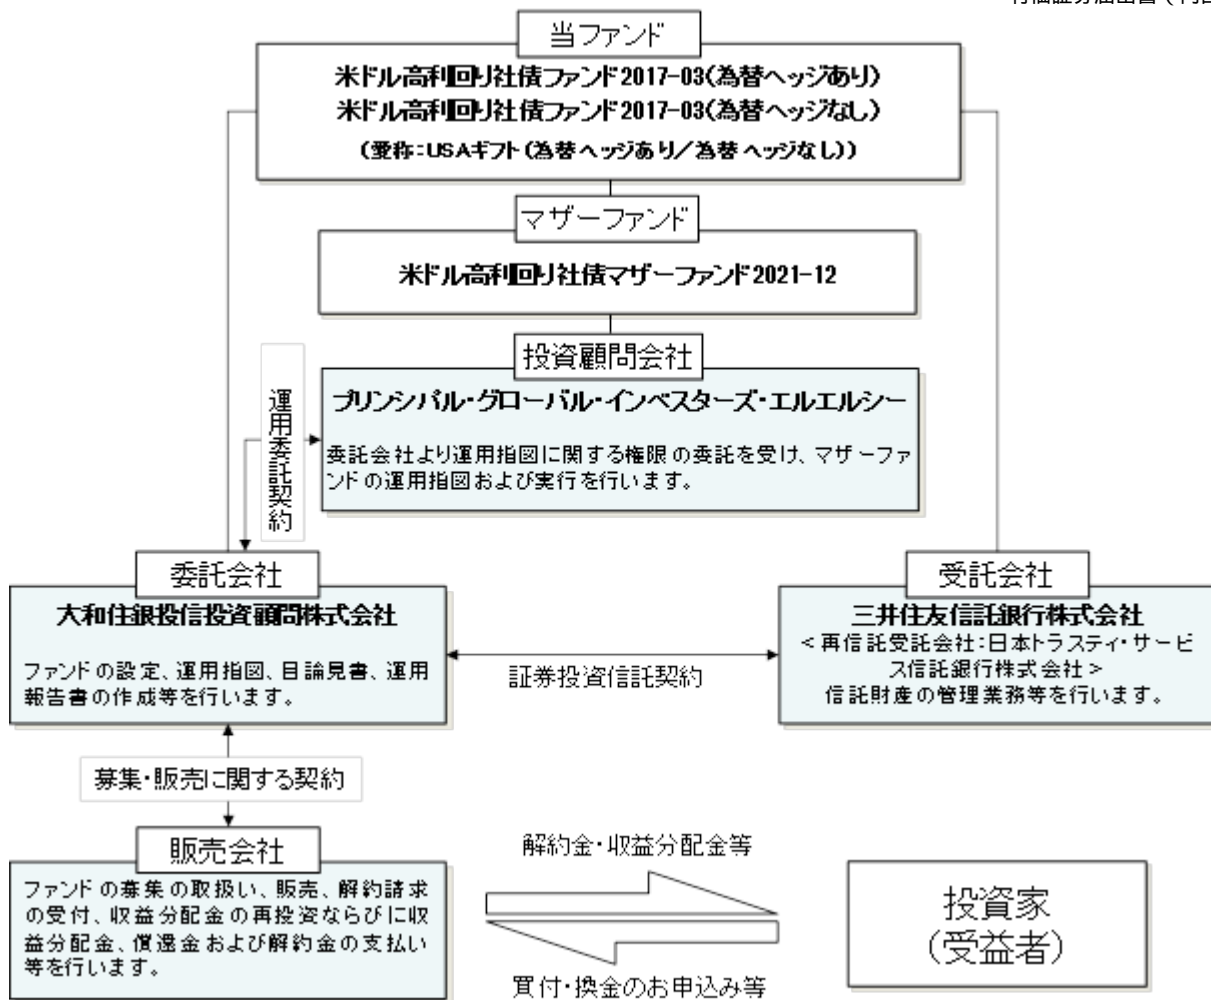 当ファンド
米ドル高利回り社債ファンド2017-03(為替ヘッジあり)
米ドル高利回り社債ファンド2017-03(為替ヘッジなし)
(愛称:USAギフト(為替ヘッジあり/為替ヘッジなし))
マザーファンド
米ドル高利回り社債マザーファンド2021-12
投資顧問会社
プリンシパル・グローバル・インベスターズ・エルエルシー
委託会社より運用指図に関する権限の委託を受け、マザーファ
ンドの運用指図および実行を行います。
運用委託契約
委託会社
大和住銀投信投資顧問株式会社
ファンドの設定、運用指図、目論見書、運用
報告書の作成等を行います。
証券投資信託契約
受託会社
三井住友信託銀行株式会社
<再信託受託会社:日本トラスティ・サービ
ス信託銀行株式会社>
信託財産の管理業務等を行います。
募集・販売に関する契約
販売会社
ファンドの募集の取扱い、販売、解約請求
の受付、収益分配金の再投資ならびに収
益分配金、償還金および解約金の支払い
等を行います。
解約金・収益分配金等
買付・換金のお申込み等
投資家
(受益者)